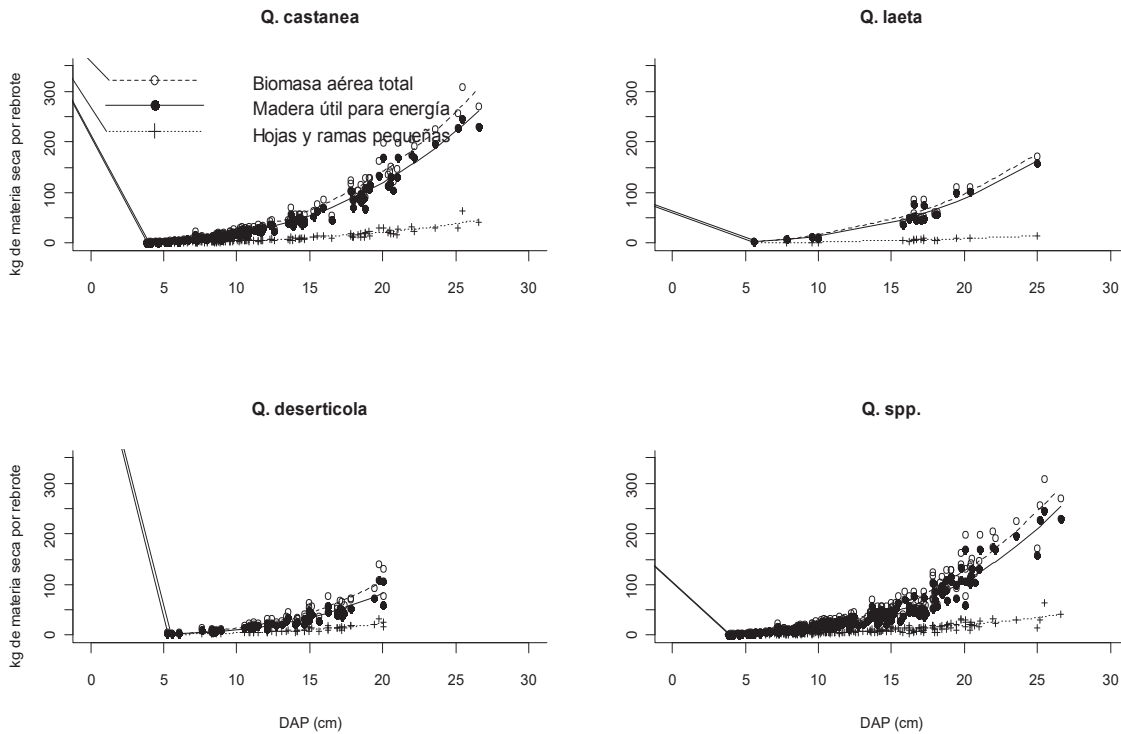 Q. castanea
Q. laeta
kg de materia seca por rebrote
0 100 200 300
Biomasa aérea total
Madera útil para energía
Hojas y ramas pequeñas
0 5 10 15 20 25 30
0 100 200 300
0 5 10 15 20 25 30
Q. deserticola
Q. spp.
kg de materia seca por rebrote
0 100 200 300
0 5 10 15 20 25 30
DAP (cm)
0 100 200 300
0 5 10 15 20 25 30
DAP (cm)